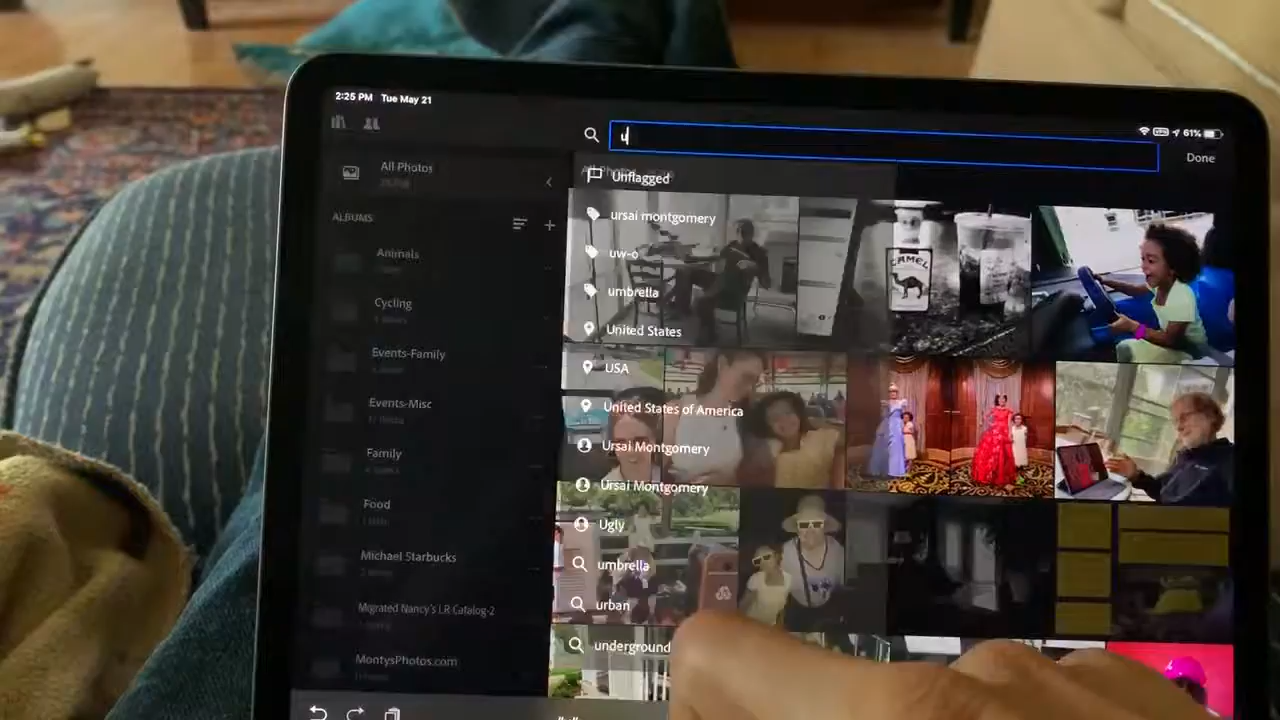 2:25 PM Tue May 21
61%
u
Done
All Photos
Unflagged
ALBUMS
ursai montgomery
uw-o
umbrella
Animals
United States
Cycling
USA
Events-Family
United States of America
Events-Misc
Ursai Montgomery
Family
Ursai Montgomery
Food
Ugly
umbrella
Michael Starbucks
urban
Migrated Nancy's LR Catalog-2
underground
MontysPhotos.com
CAMEL